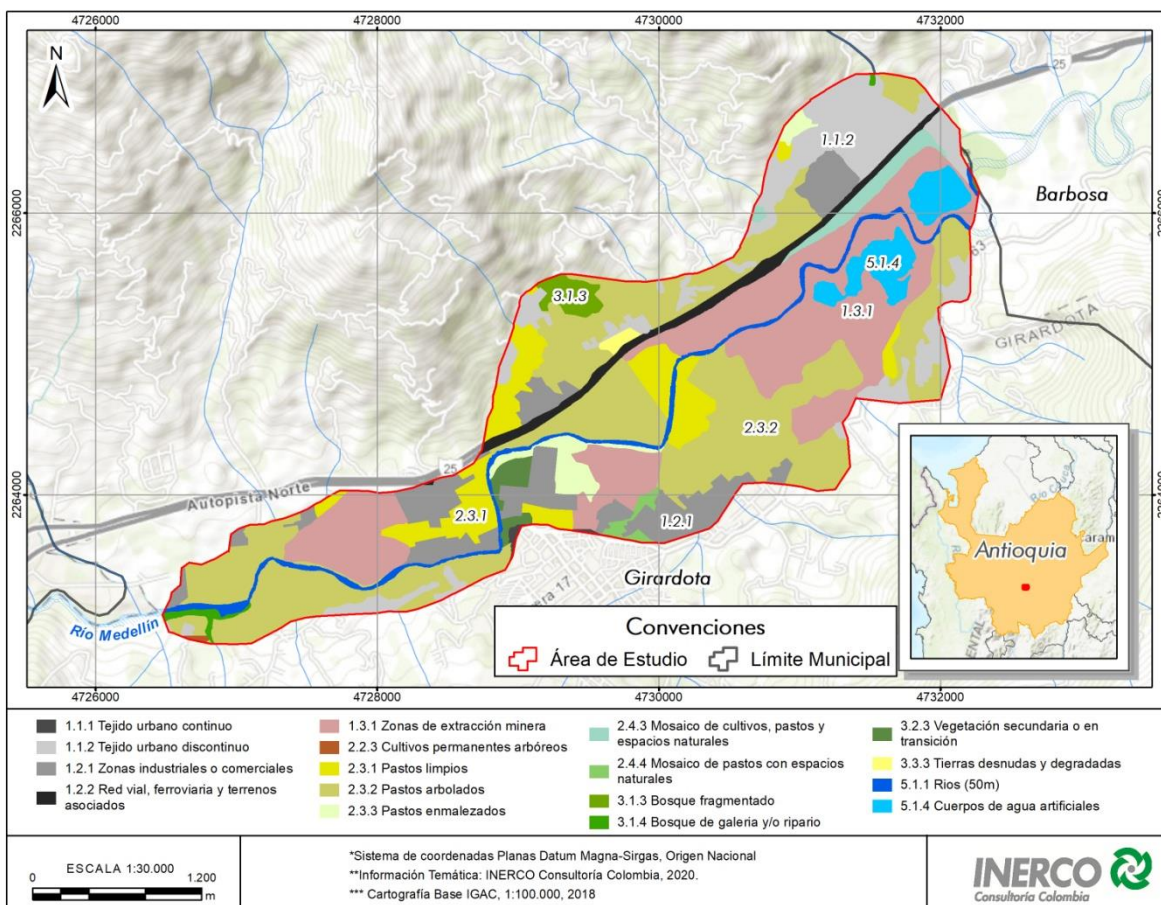 4726000
4728000
4730000
4732000
N
25
1.1.2
Barbosa
2266000
2266000
63
5.1.4
3.1.3
1.3.1
GIRARDOTA
2.3.2
25
Autopista Norte
2264000
2264000
2.3.1
1.2.1
Girardota
Río Medellín
Antioquia
Convenciones
Área de Estudio
Límite Municipal
4726000
4728000
4730000
4732000
1.1.1 Tejido urbano continuo
1.1.2 Tejido urbano discontinuo
1.2.1 Zonas industriales o comerciales
1.2.2 Red vial, ferroviaria y terrenos
asociados
1.3.1 Zonas de extracción minera
2.2.3 Cultivos permanentes arbóreos
2.3.1 Pastos limpios
2.3.2 Pastos arbolados
2.3.3 Pastos enmalezados
2.4.3 Mosaico de cultivos, pastos y
espacios naturales
2.4.4 Mosaico de pastos con espacios
naturales
3.1.3 Bosque fragmentado
3.1.4 Bosque de galeria y/o ripario
3.2.3 Vegetación secundaria o en
transición
3.3.3 Tierras desnudas y degradadas
5.1.1 Rios (50m)
5.1.4 Cuerpos de agua artificiales
ESCALA 1:30.000
0
1.200
m
*Sistema de coordenadas Planas Datum Magna-Sirgas, Origen Nacional
**Información Temática: INERCO Consultoría Colombia, 2020.
*** Cartografía Base IGAC, 1:100.000, 2018
INERCO
Consultoría Colombia